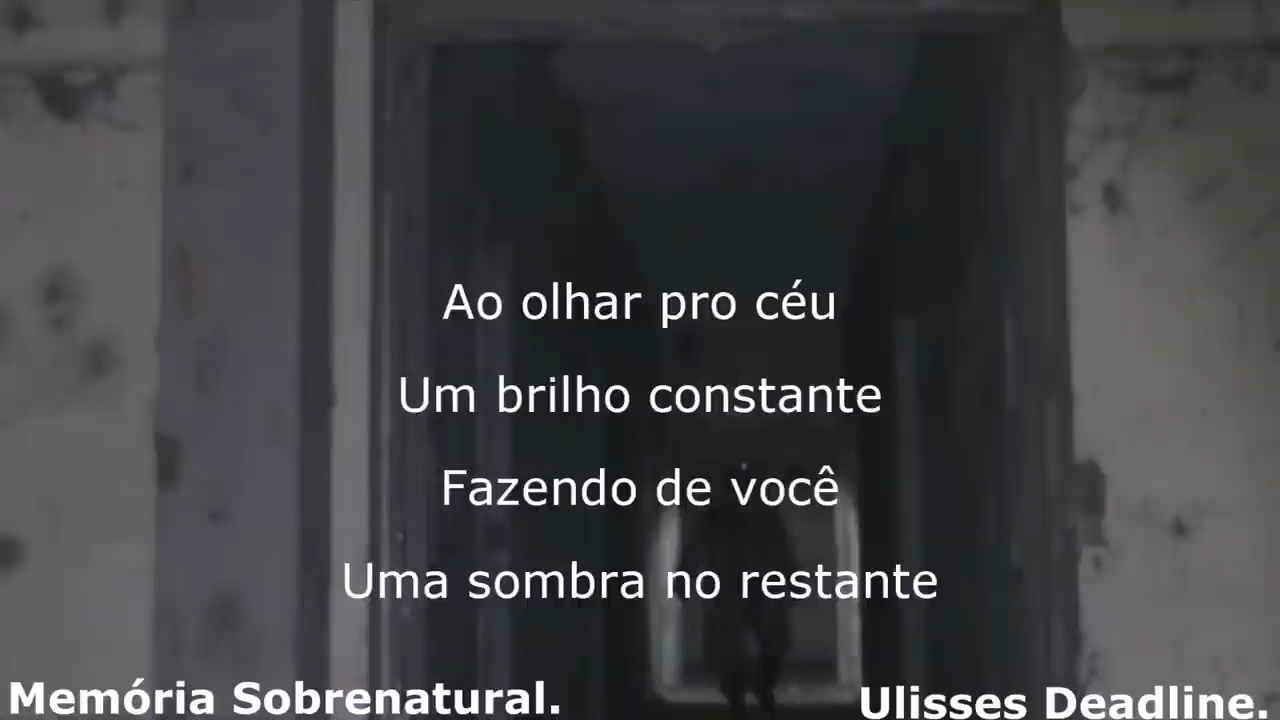 Ao olhar pro céu
Um brilho constante
Fazendo de você
Uma sombra no restante
Memória Sobrenatural.
Ulisses Deadline.